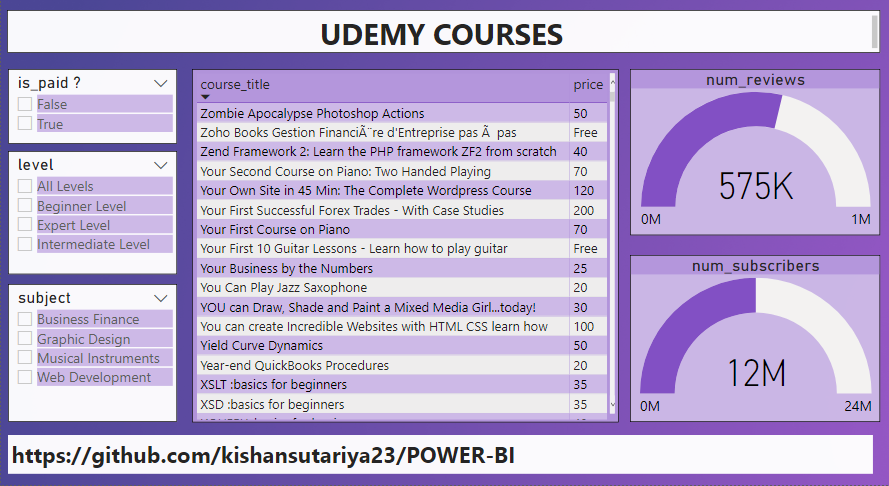 UDEMY COURSES
is_paid ?
False
True
level
All Levels
Beginner Level
Expert Level
Intermediate Level
subject
Business Finance
Graphic Design
Musical Instruments
Web Development
course_title price
Zombie Apocalypse Photoshop Actions 50
Zoho Books Gestion FinanciÃ¨re d'Entreprise pas Ã  pas Free
Zend Framework 2: Learn the PHP framework ZF2 from scratch 40
Your Second Course on Piano: Two Handed Playing 70
Your Own Site in 45 Min: The Complete Wordpress Course 120
Your First Successful Forex Trades - With Case Studies 200
Your First Course on Piano 70
Your First 10 Guitar Lessons - Learn how to play guitar Free
Your Business by the Numbers 25
You Can Play Jazz Saxophone 20
YOU can Draw, Shade and Paint a Mixed Media Girl...today! 30
You can create Incredible Websites with HTML CSS learn how 100
Yield Curve Dynamics 50
Year-end QuickBooks Procedures 20
XSLT :basics for beginners 35
XSD :basics for beginners 35
num_reviews
575K
0M 1M
num_subscribers
12M
0M 24M
https://github.com/kishansutariya23/POWER-BI